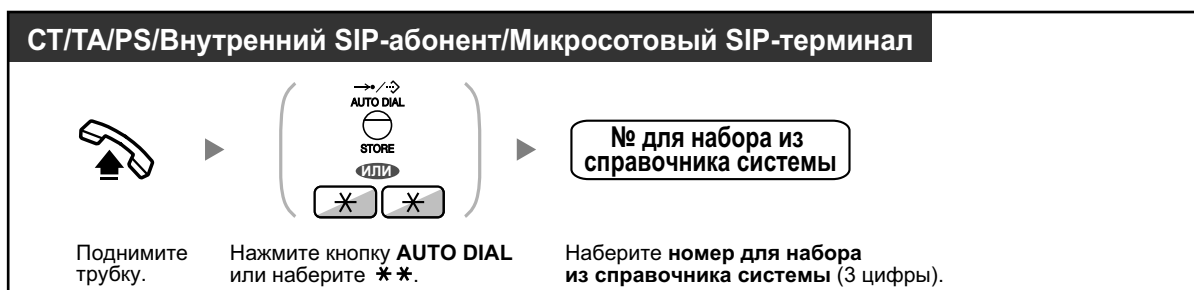 СТ/ТА/PS/Внутренний SIP-абонент/Микросотовый SIP-терминал
AUTO DIAL
STORE
ИЛИ
№ для набора из
справочника системы
Поднимите
трубку.
Нажмите кнопку AUTO DIAL
или наберите **.
Наберите номер для набора
из справочника системы (3 цифры).